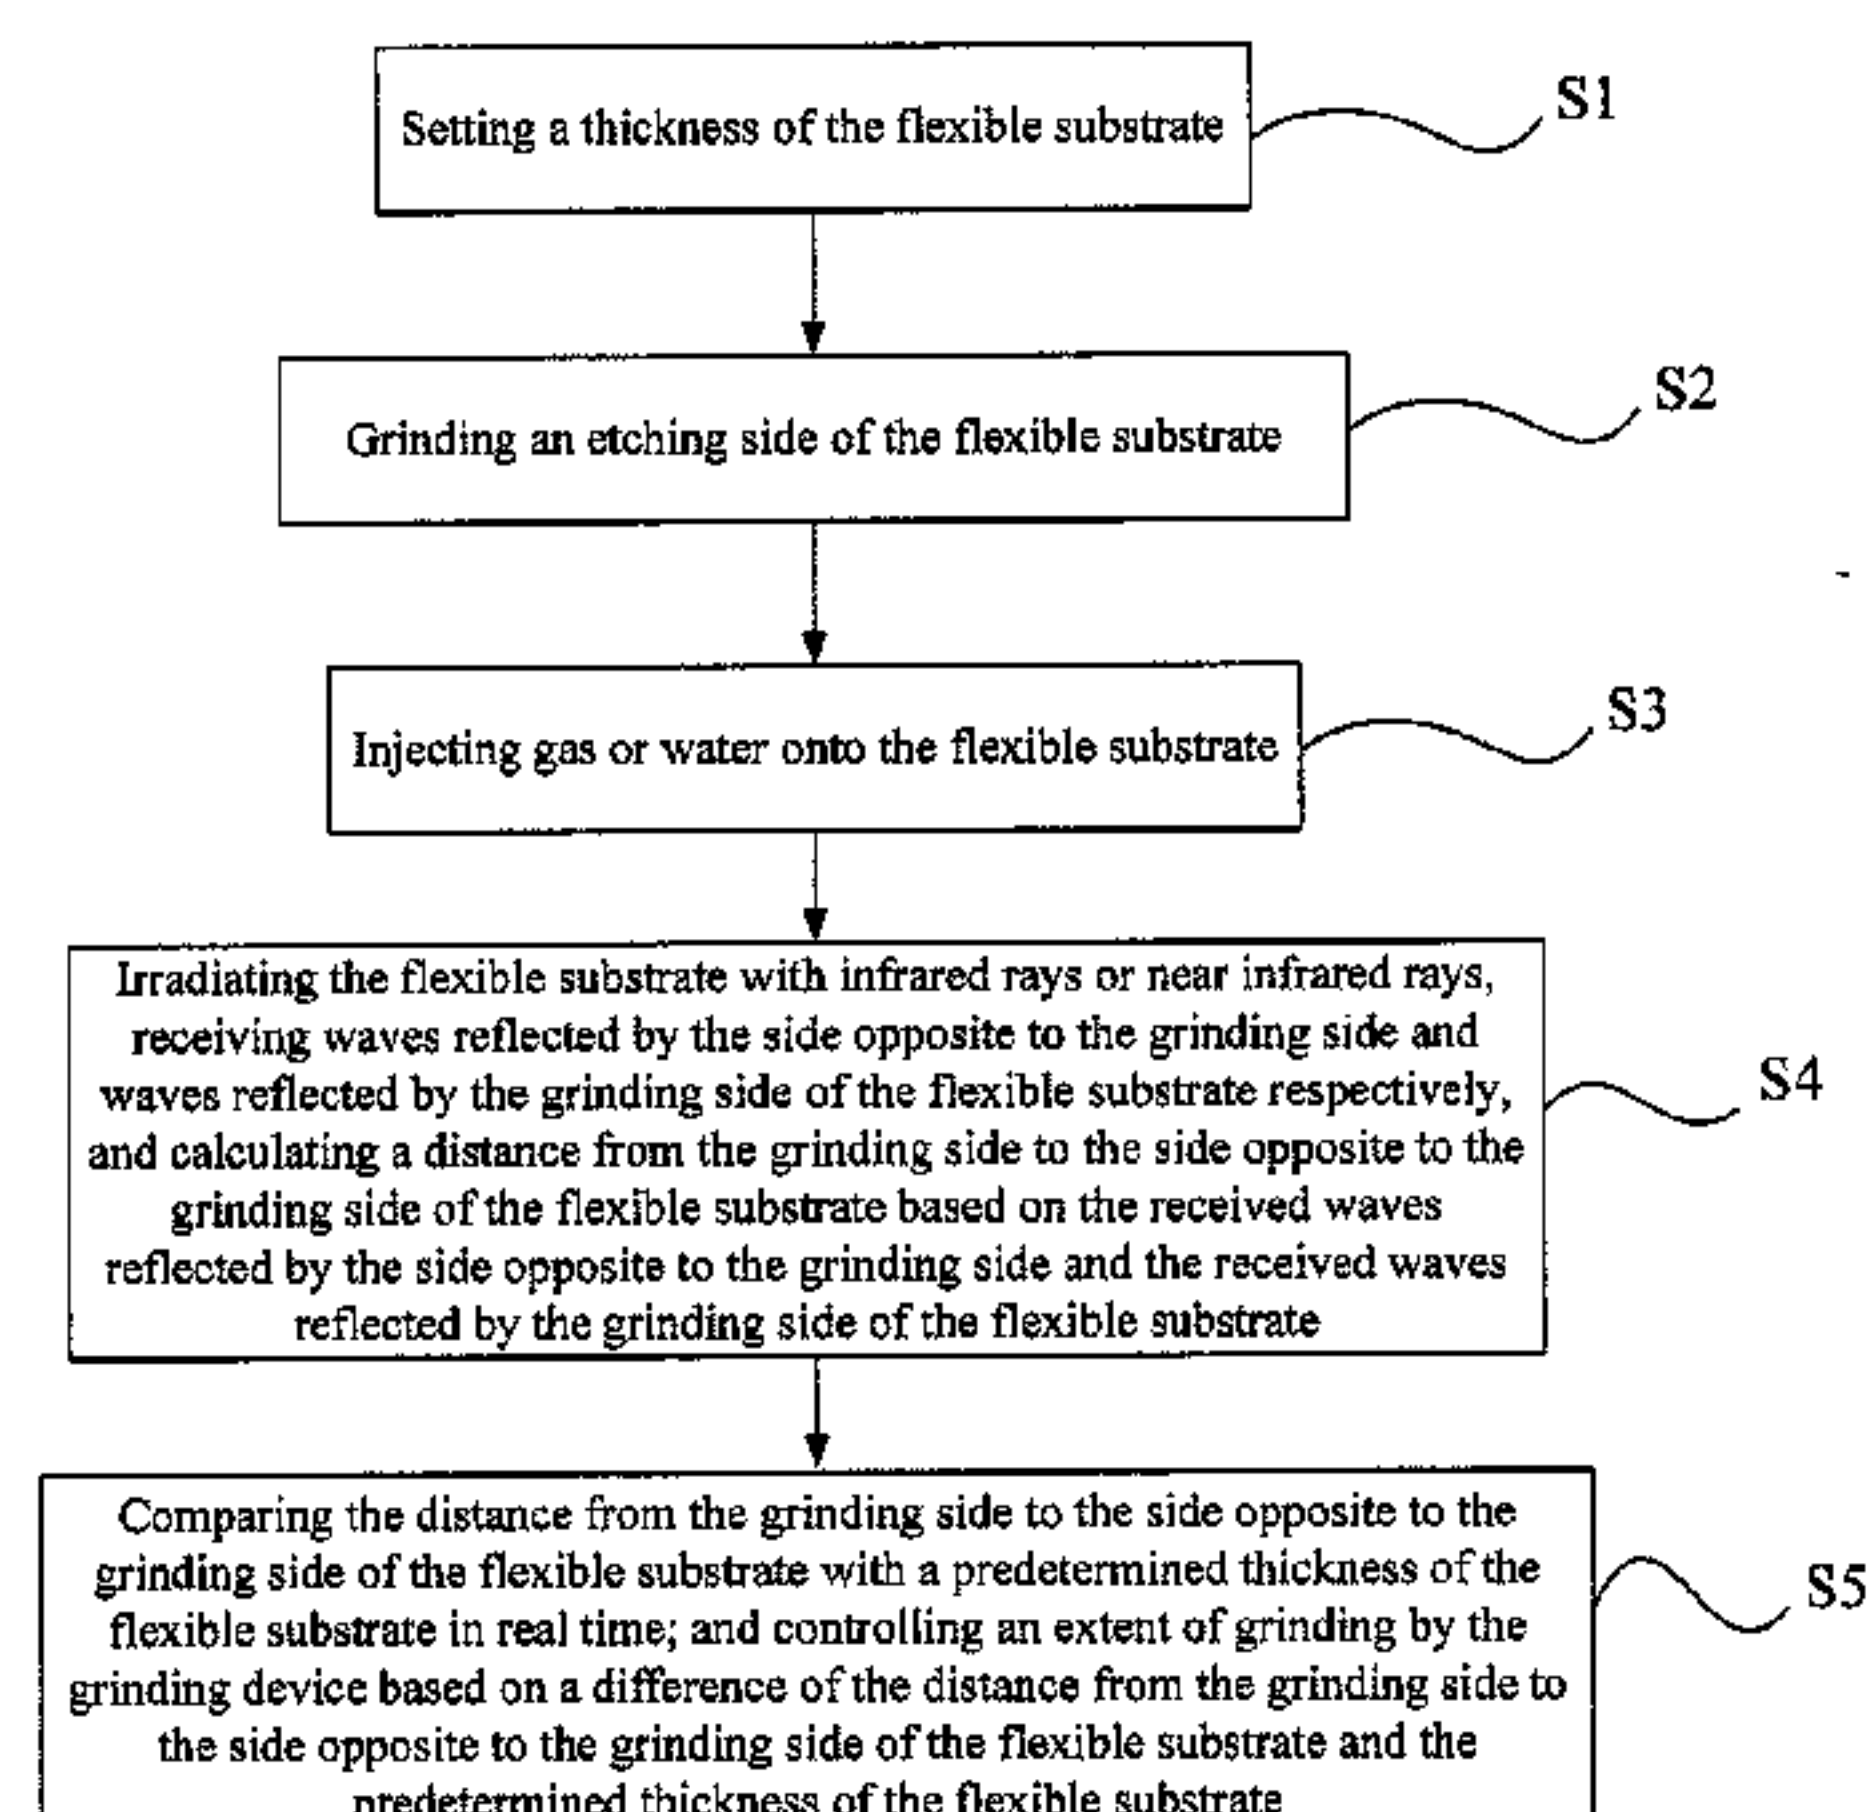 Setting a thickness of the flexible substrate
S1
Grinding an etching side of the flexible substrate
S2
Injecting gas or water onto the flexible substrate
S3
Irradiating the flexible substrate with infrared rays or near infrared rays,
receiving waves reflected by the side opposite to the grinding side and
waves reflected by the grinding side of the flexible substrate respectively,
and calculating a distance from the grinding side to the side opposite to the
grinding side of the flexible substrate based on the received waves
reflected by the side opposite to the grinding side and the received waves
reflected by the grinding side of the flexible substrate
S4
Comparing the distance from the grinding side to the side opposite to the
grinding side of the flexible substrate with a predetermined thickness of the
flexible substrate in real time; and controlling an extent of grinding by the
grinding device based on a difference of the distance from the grinding side to
the side opposite to the grinding side of the flexible substrate and the
predetermined thickness of the flexible substrate
S5